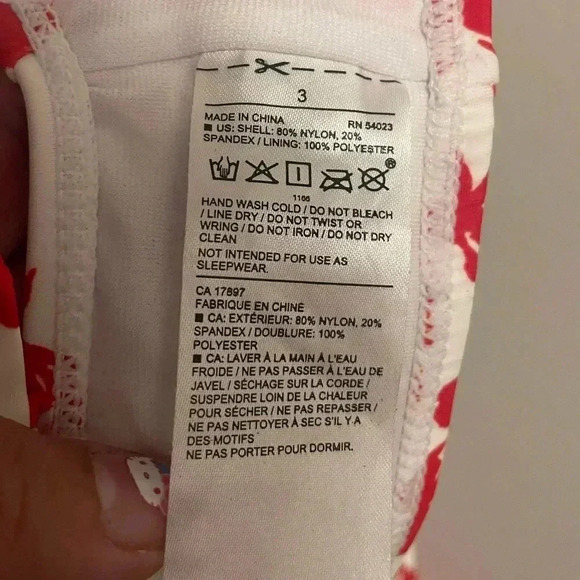 3
MADE IN CHINA RN 54023
■ US: SHELL: 80% NYLON, 20%
SPANDEX / LINING: 100% POLYESTER
®
1166
HAND WASH COLD / DO NOT BLEACH
/ LINE DRY / DO NOT TWIST OR
WRING / DO NOT IRON / DO NOT DRY
CLEAN
NOT INTENDED FOR USE AS
SLEEPWEAR.
CA 17897
FABRIQUE EN CHINE
■ CA: EXTÉRIEUR: 80% NYLON, 20%
SPANDEX / DOUBLURE: 100%
POLYESTER
■ CA: LAVER À LA MAIN À L'EAU
FROIDE / NE PAS PASSER À L'EAU DE
JAVEL / SÉCHAGE SUR LA CORDE /
SUSPENDRE LOIN DE LA CHALEUR
POUR SÉCHER / NE PAS REPASSER /
NE PAS NETTOYER À SEC S'IL Y A
DES MOTIFS
NE PAS PORTER POUR DORMIR.